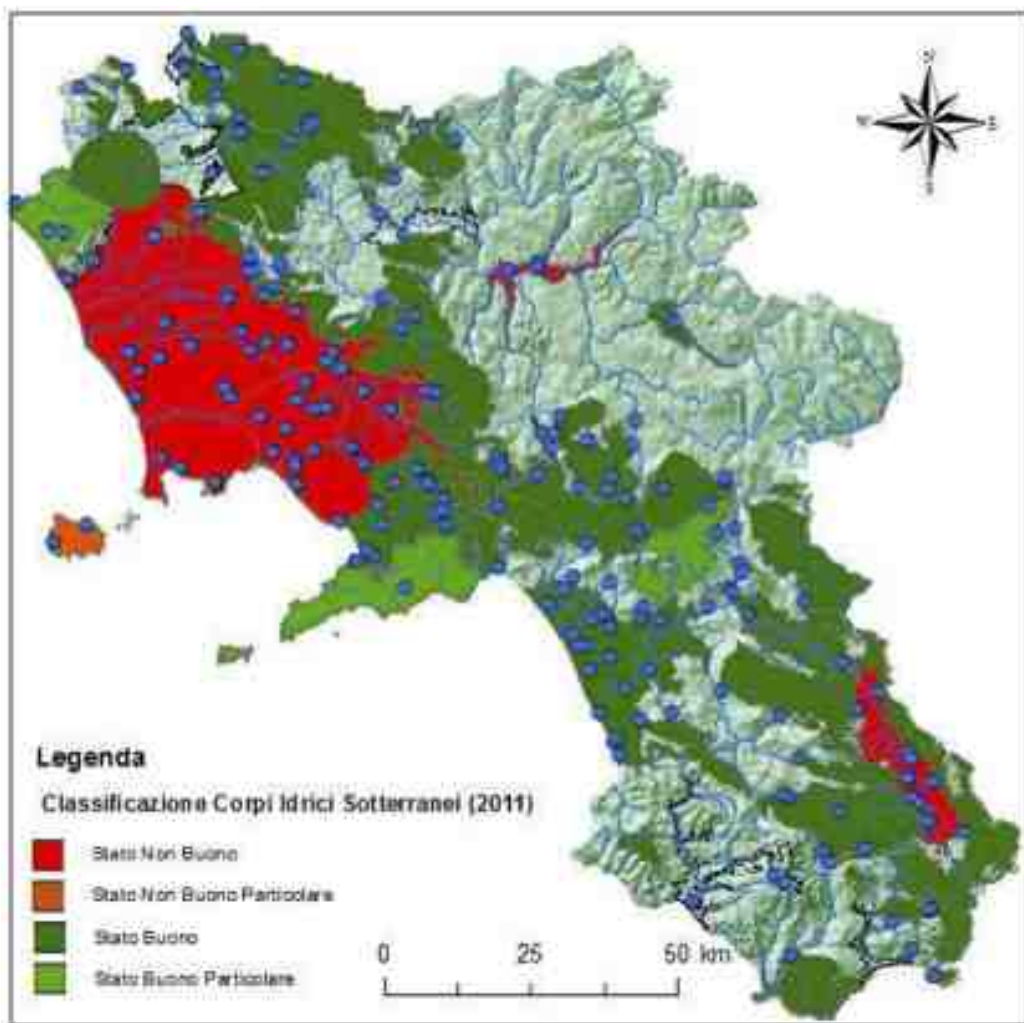 Legenda
Classificazione Corpi Idrici Sotterranei (2011)
Stato Non Buono
Stato Non Buono Particolare
Stato Buono
Stato Buono Particolare
0 25 50 km